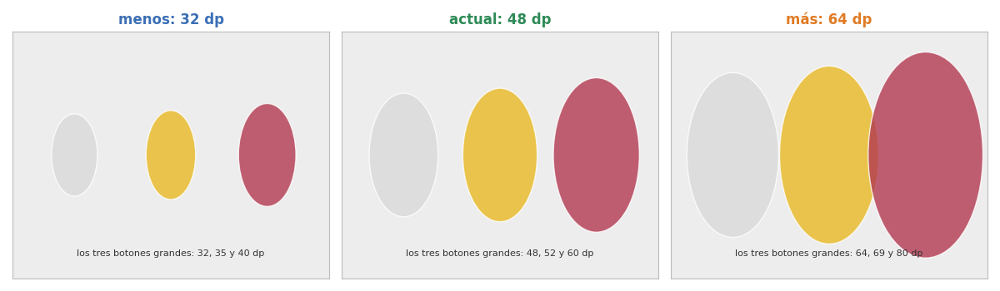 menos: 32 dp
actual: 48 dp
más: 64 dp
los tres botones grandes: 32, 35 y 40 dp
los tres botones grandes: 48, 52 y 60 dp
los tres botones grandes: 64, 69 y 80 dp